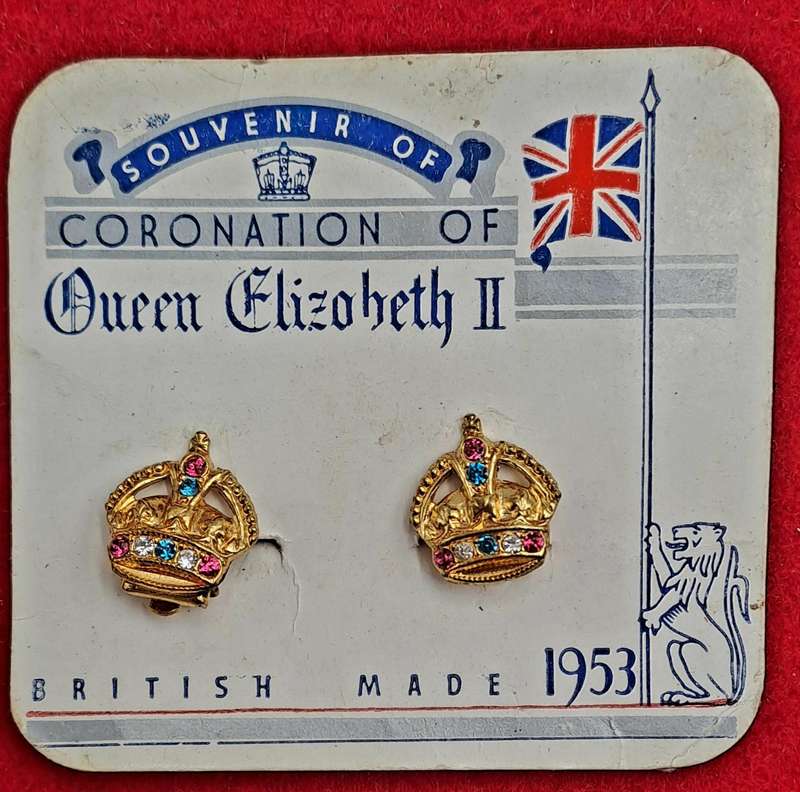 SOUVENIR OF
CORONATION OF
Queen Elizabeth II
BRITISH MADE 1953